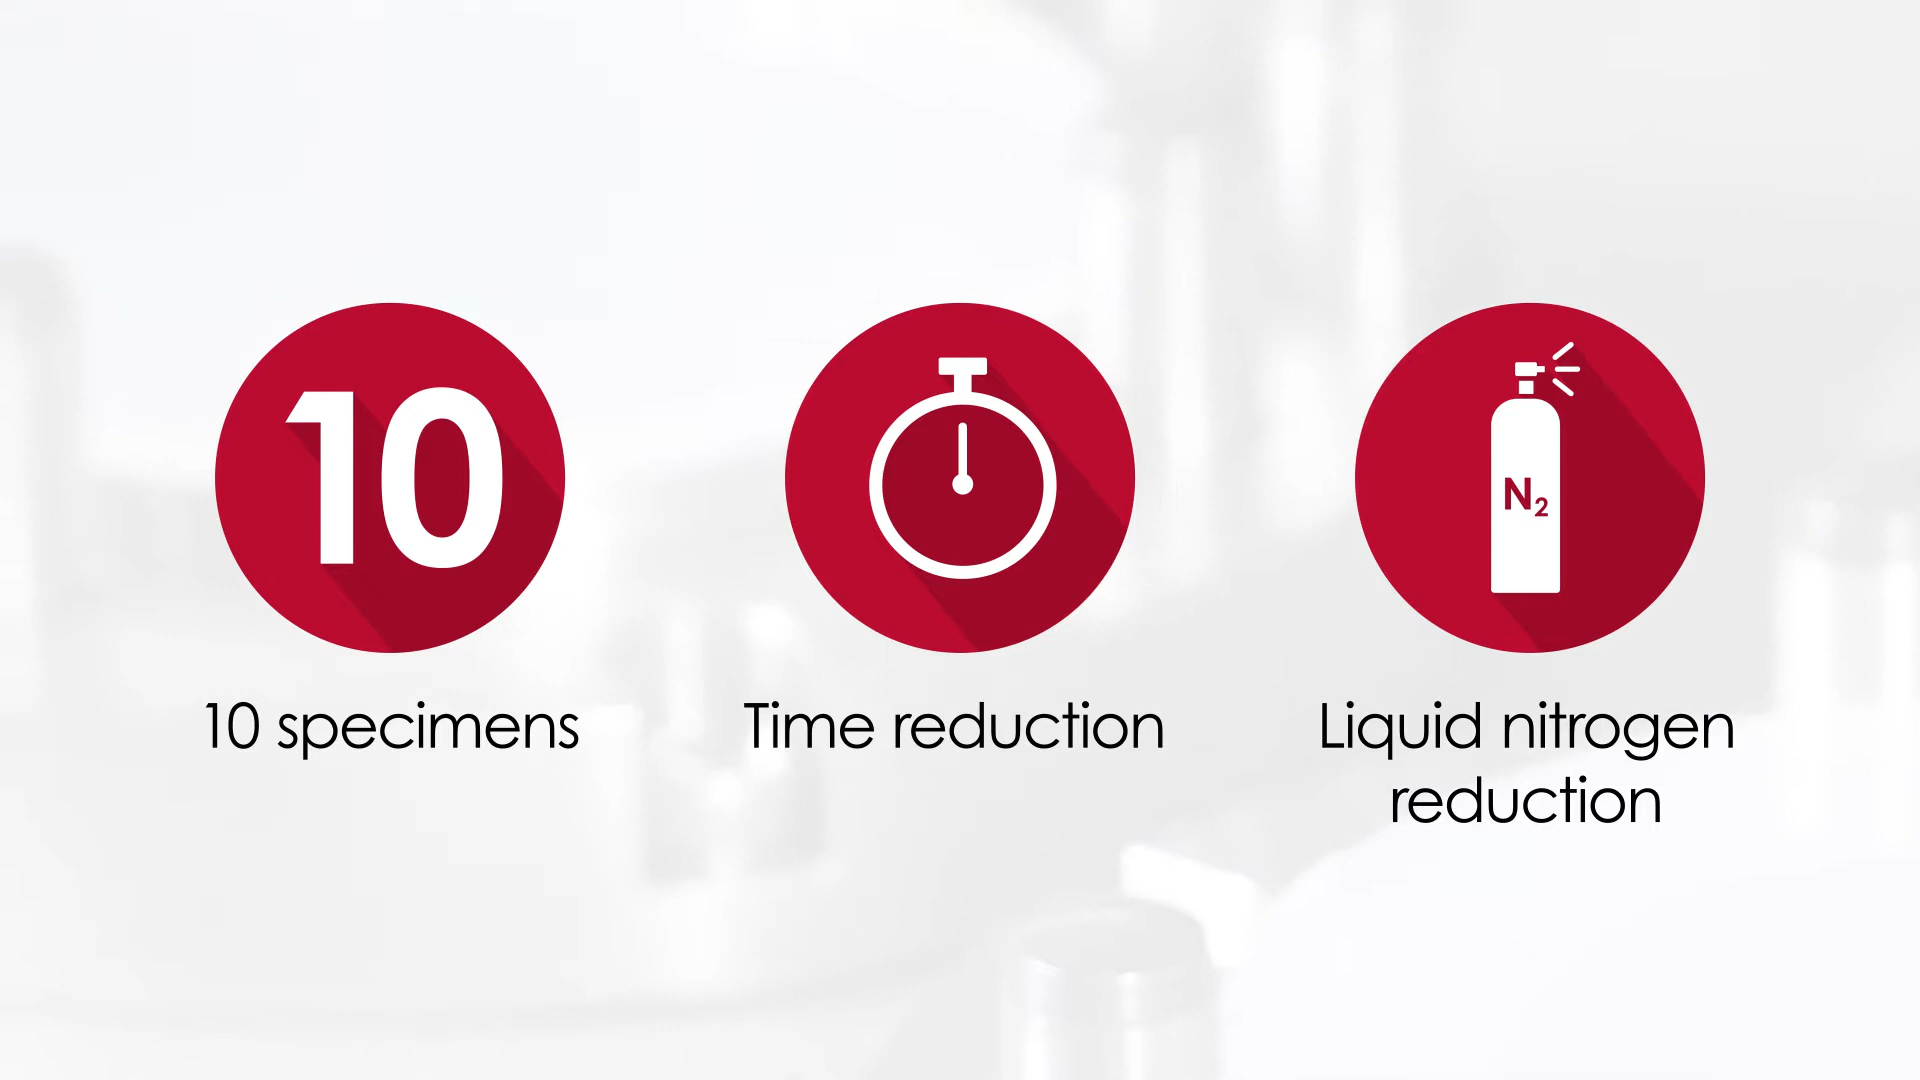 10
N₂
10 specimens
Time reduction
Liquid nitrogen
reduction